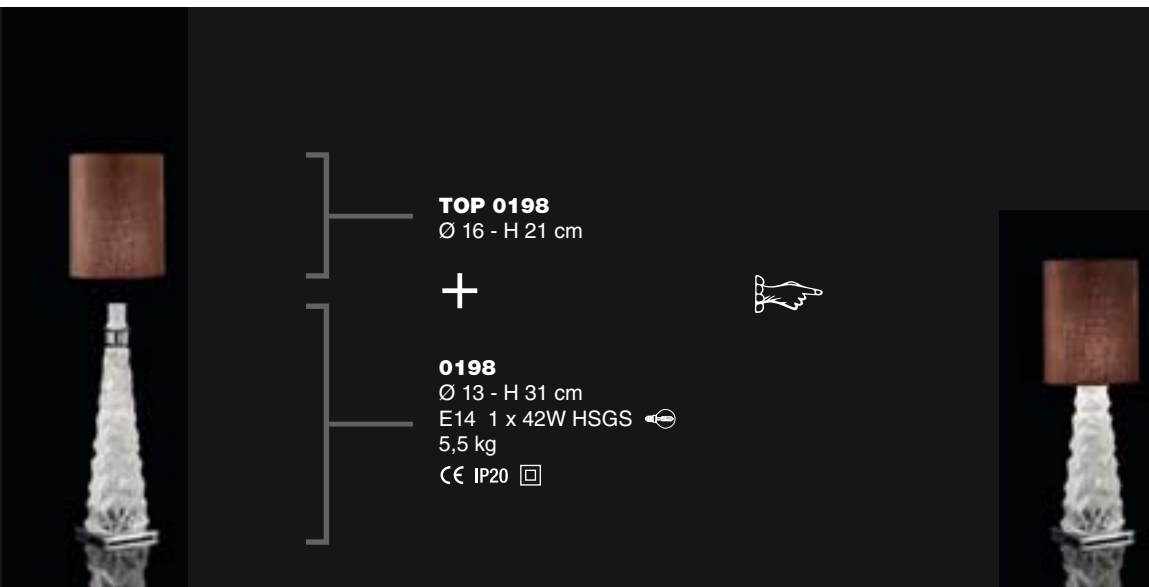 TOP 0198
Ø 16 - H 21 cm
+
0198
Ø 13 - H 31 cm
E14 1 x 42W HSGS
5,5 kg
CE IP20